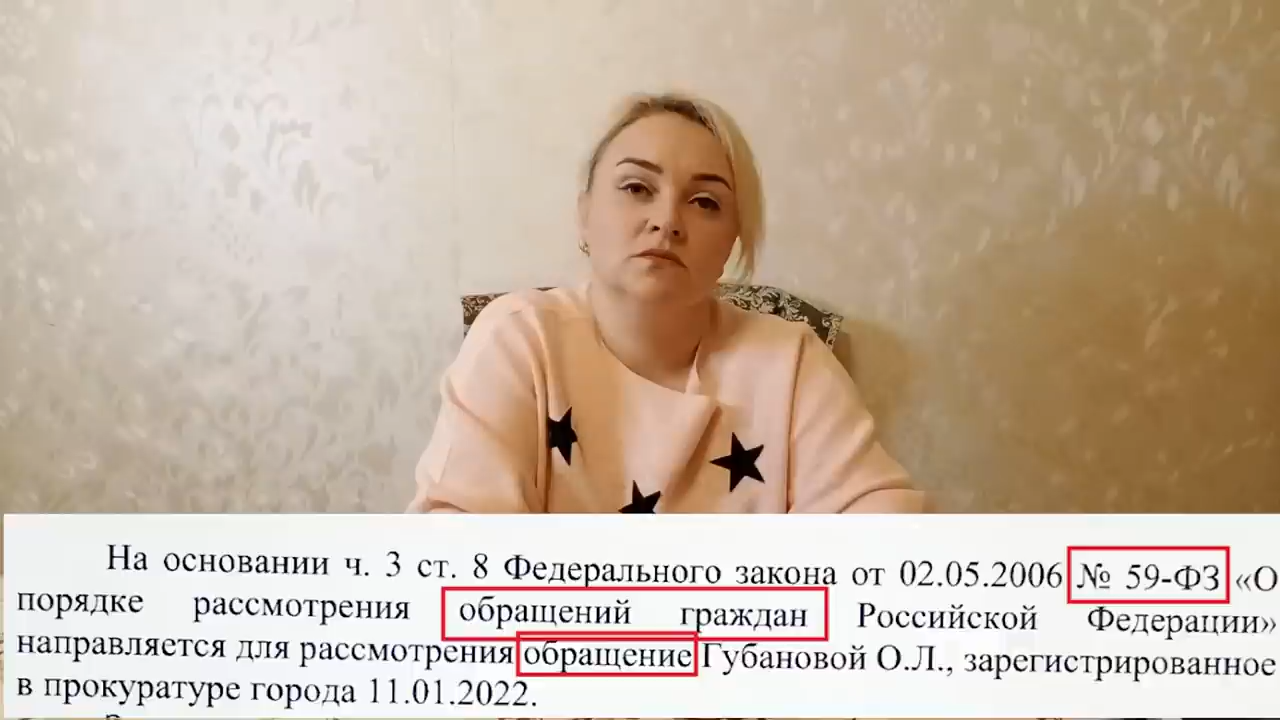 На основании ч. 3 ст. 8 Федерального закона от 02.05.2006 № 59-ФЗ «О
порядке рассмотрения обращений граждан Российской Федерации»
направляется для рассмотрения обращение Губановой О.Л., зарегистрированное
в прокуратуре города 11.01.2022.